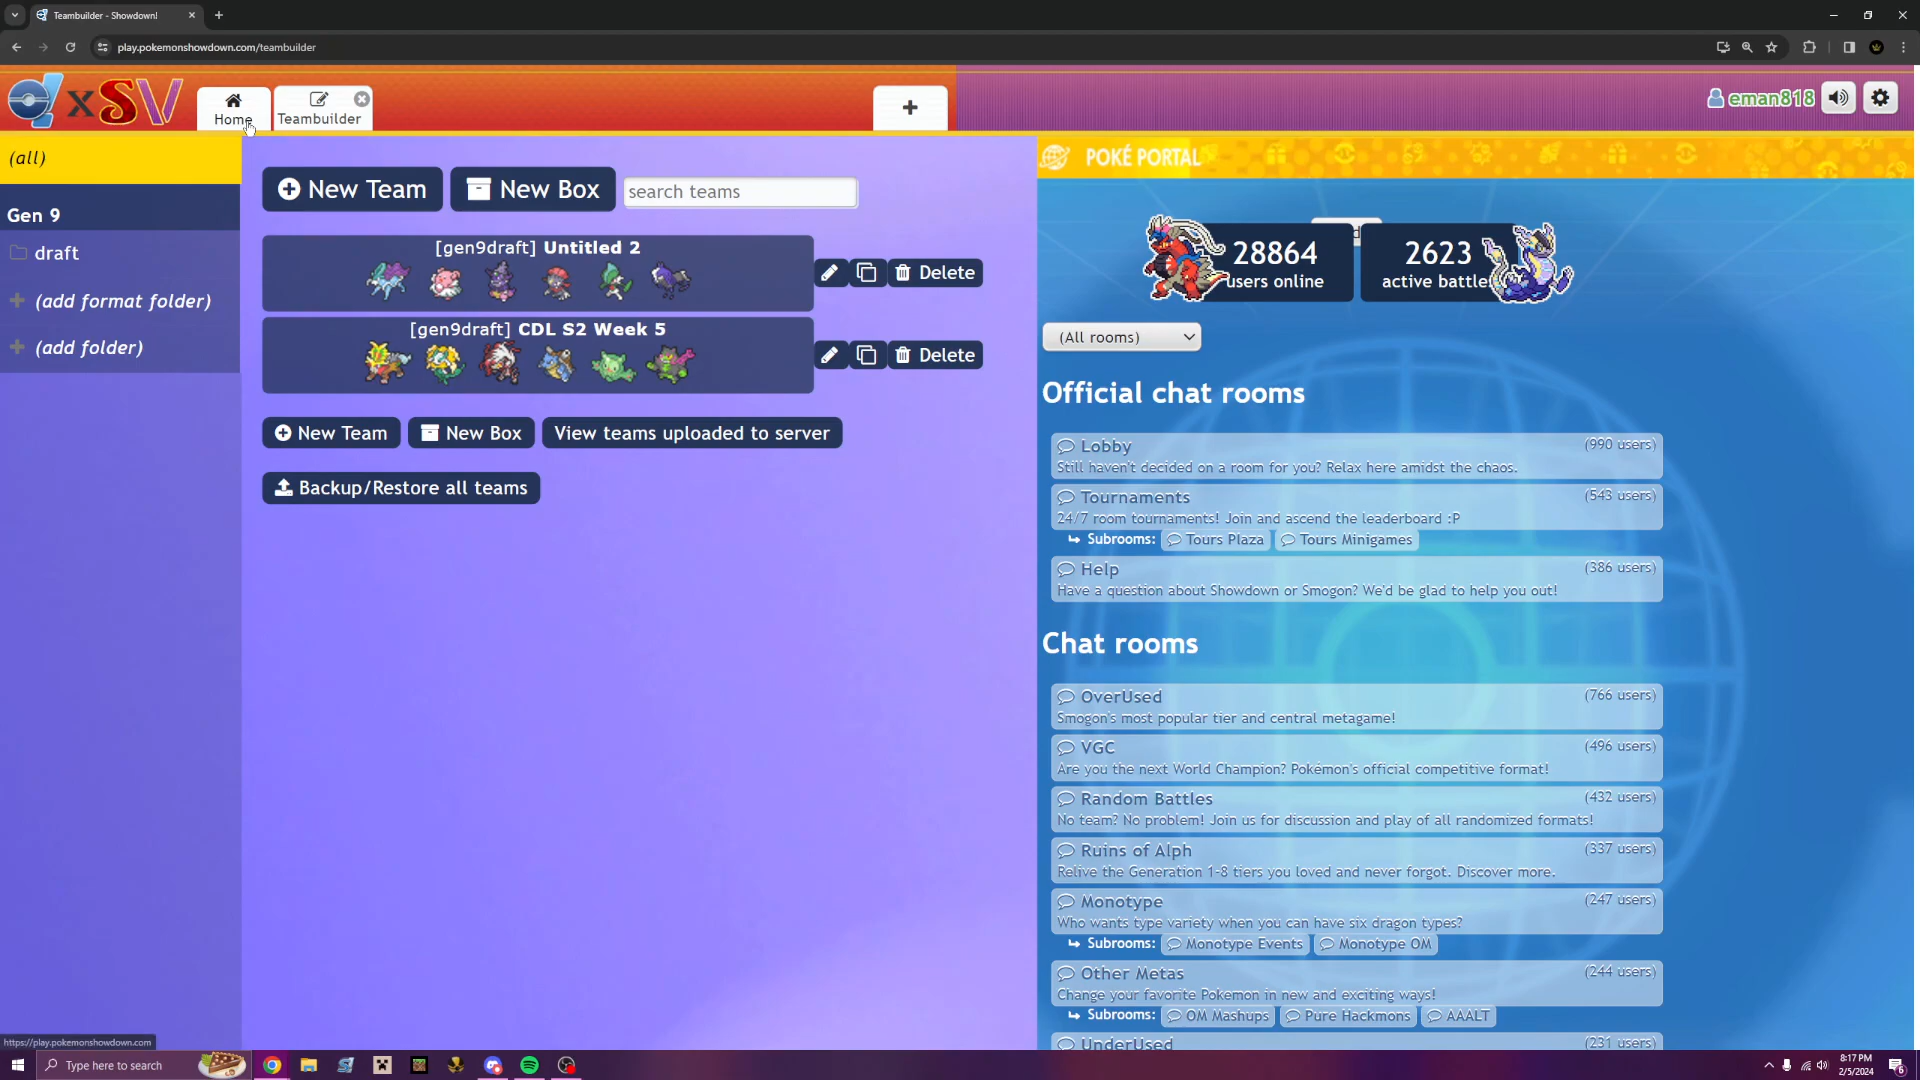 Teambuilder - Showdown!
play.pokemonshowdown.com/teambuilder
x SV
Home
Teambuilder
eman818
(all)
Gen 9
draft
(add format folder)
(add folder)
New Team
New Box
search teams
[gen9draft] Untitled 2
Delete
[gen9draft] CDL S2 Week 5
Delete
New Team
New Box
View teams uploaded to server
Backup/Restore all teams
POKÉ PORTAL
28864
users online
2623
active battle
(All rooms)
Official chat rooms
Lobby
(990 users)
Still haven't decided on a room for you? Relax here amidst the chaos.
Tournaments
(543 users)
24/7 room tournaments! Join and ascend the leaderboard :P
Subrooms: Tours Plaza Tours Minigames
Help
(386 users)
Have a question about Showdown or Smogon? We'd be glad to help you out!
Chat rooms
OverUsed
(766 users)
Smogon's most popular tier and central metagame!
VGC
(496 users)
Are you the next World Champion? Pokémon's official competitive format!
Random Battles
(432 users)
No team? No problem! Join us for discussion and play of all randomized formats!
Ruins of Alph
(337 users)
Relive the Generation 1-8 tiers you loved and never forgot. Discover more.
Monotype
(247 users)
Who wants type variety when you can have six dragon types?
Subrooms: Monotype Events Monotype OM
Other Metas
(244 users)
Change your favorite Pokemon in new and exciting ways!
Subrooms: OM Mashups Pure Hackmons AAALT
UnderUsed
(231 users)
https://play.pokemonshowdown.com
Type here to search
8:17 PM
2/5/2024
6